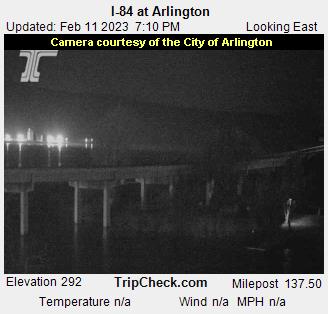 I-84 at Arlington
Updated: Feb 11 2023 7:10 PM Looking East
Camera courtesy of the City of Arlington
Elevation 292 TripCheck.com Milepost 137.50
Temperature n/a Wind n/a MPH n/a